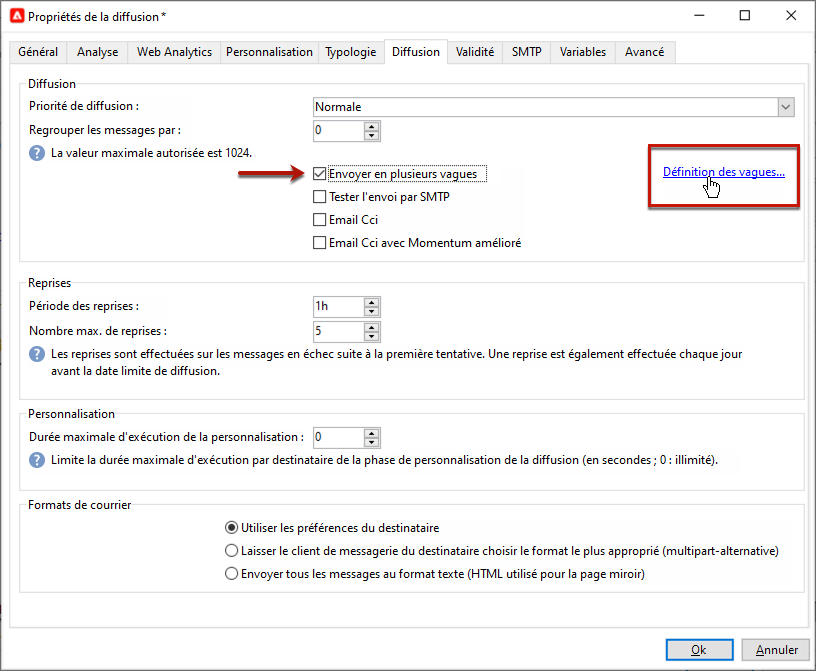 Propriétés de la diffusion *
Général Analyse Web Analytics Personnalisation Typologie Diffusion Validité SMTP Variables Avancé
Diffusion
Priorité de diffusion : Normale
Regrouper les messages par : 0
? La valeur maximale autorisée est 1024.
Envoyer en plusieurs vagues Définition des vagues...
Tester l'envoi par SMTP
Email Cci
Email Cci avec Momentum amélioré
Reprises
Période des reprises : 1h
Nombre max. de reprises : 5
? Les reprises sont effectuées sur les messages en échec suite à la première tentative. Une reprise est également effectuée chaque jour
avant la date limite de diffusion.
Personnalisation
Durée maximale d'exécution de la personnalisation : 0
? Limite la durée maximale d'exécution par destinataire de la phase de personnalisation de la diffusion (en secondes ; 0 : illimité).
Formats de courrier
Utiliser les préférences du destinataire
Laisser le client de messagerie du destinataire choisir le format le plus approprié (multipart-alternative)
Envoyer tous les messages au format texte (HTML utilisé pour la page miroir)
Ok Annuler